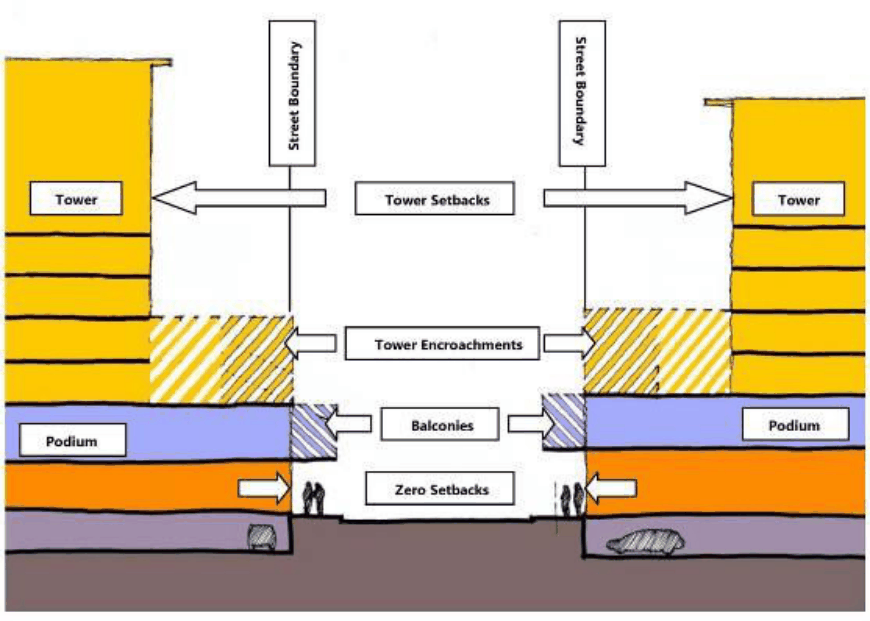 Street Boundary
Street Boundary
Tower
Tower Setbacks
Tower
Tower Encroachments
Balconies
Podium
Podium
Zero Setbacks